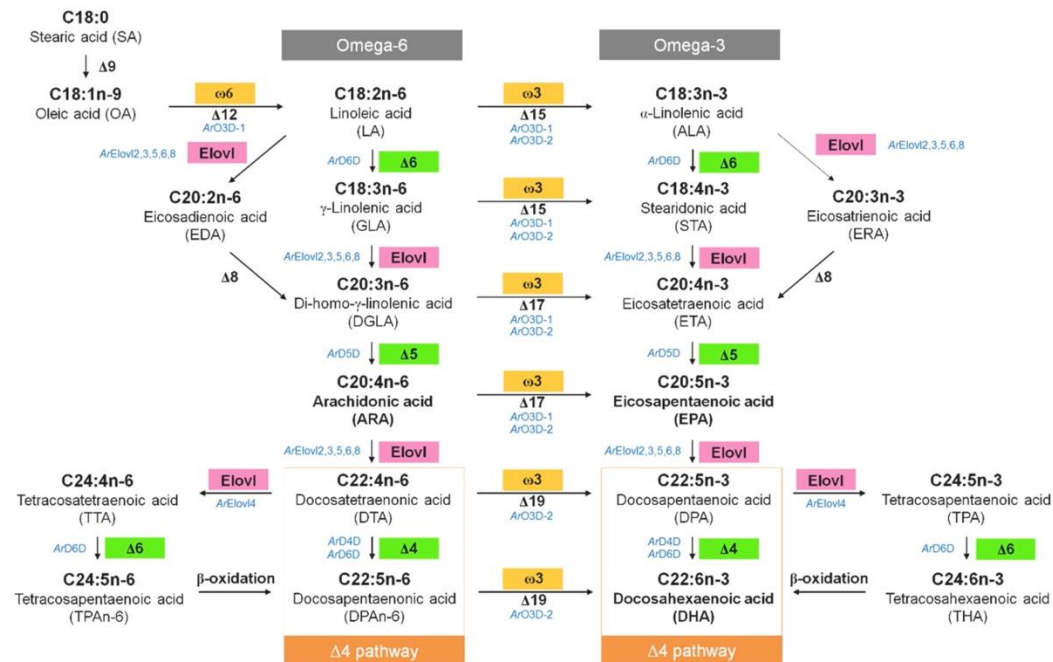 C18:0
Stearic acid (SA)
Δ9
Omega-6
Omega-3
C18:1n-9
Oleic acid (OA)
ω6
Δ12
ArO3D-1
C18:2n-6
Linoleic acid
(LA)
ω3
Δ15
ArO3D-1
ArO3D-2
C18:3n-3
α-Linolenic acid
(ALA)
ArElovl2,3,5,6,8
Elovl
ArD6D
Δ6
ArD6D
Δ6
Elovl
ArElovl2,3,5,6,8
C20:2n-6
Eicosadienoic acid
(EDA)
C18:3n-6
γ-Linolenic acid
(GLA)
ω3
Δ15
ArO3D-1
ArO3D-2
C18:4n-3
Stearidonic acid
(STA)
C20:3n-3
Eicosatrienoic acid
(ERA)
Δ8
ArElovl2,3,5,6,8
Elovl
ArElovl2,3,5,6,8
Elovl
Δ8
C20:3n-6
Di-homo-γ-linolenic acid
(DGLA)
ω3
Δ17
ArO3D-1
ArO3D-2
C20:4n-3
Eicosatetraenoic acid
(ETA)
ArD5D
Δ5
ArD5D
Δ5
C20:4n-6
Arachidonic acid
(ARA)
ω3
Δ17
ArO3D-1
ArO3D-2
C20:5n-3
Eicosapentaenoic acid
(EPA)
ArElovl2,3,5,6,8
Elovl
ArElovl2,3,5,6,8
Elovl
C24:4n-6
Tetracosatetraenoic acid
(TTA)
Elovl
ArElovl4
C22:4n-6
Docosatetraenonic acid
(DTA)
ω3
Δ19
ArO3D-2
C22:5n-3
Docosapentaenoic acid
(DPA)
Elovl
ArElovl4
C24:5n-3
Tetracosapentaenoic acid
(TPA)
ArD6D
Δ6
ArD4D
ArD6D
Δ4
ArD4D
ArD6D
Δ4
ArD6D
Δ6
C24:5n-6
Tetracosapentaenoic acid
(TPAn-6)
β-oxidation
C22:5n-6
Docosapentaenonic acid
(DPAn-6)
ω3
Δ19
ArO3D-2
C22:6n-3
Docosahexaenoic acid
(DHA)
β-oxidation
C24:6n-3
Tetracosahexaenoic acid
(THA)
Δ4 pathway
Δ4 pathway